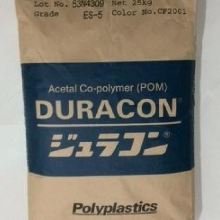 Lot No. 53N4309 Net 25kg
Grade ES-5 Color No. CF2001
Acetal Co-polymer (POM)
DURACON
ジュラコン®
Polyplastics